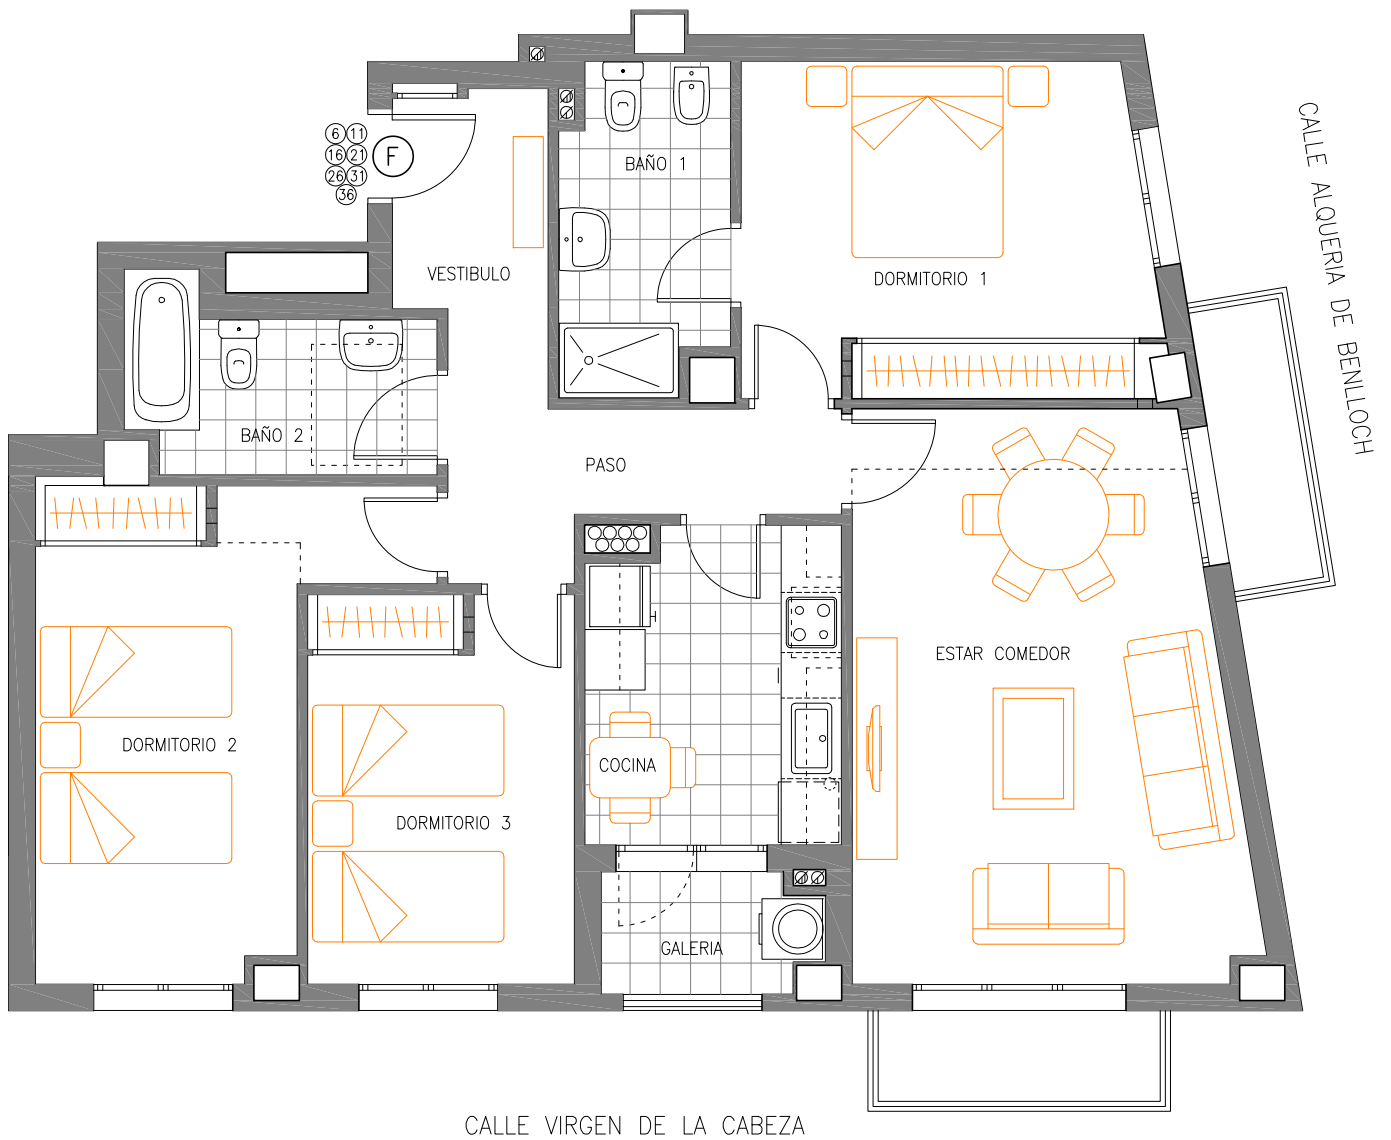 6 11
16 21
26 31
36
F
BAÑO 1
VESTIBULO
DORMITORIO 1
CALLE ALQUERIA DE BENLLOCH
BAÑO 2
PASO
ESTAR COMEDOR
DORMITORIO 2
COCINA
DORMITORIO 3
GALERIA
CALLE VIRGEN DE LA CABEZA